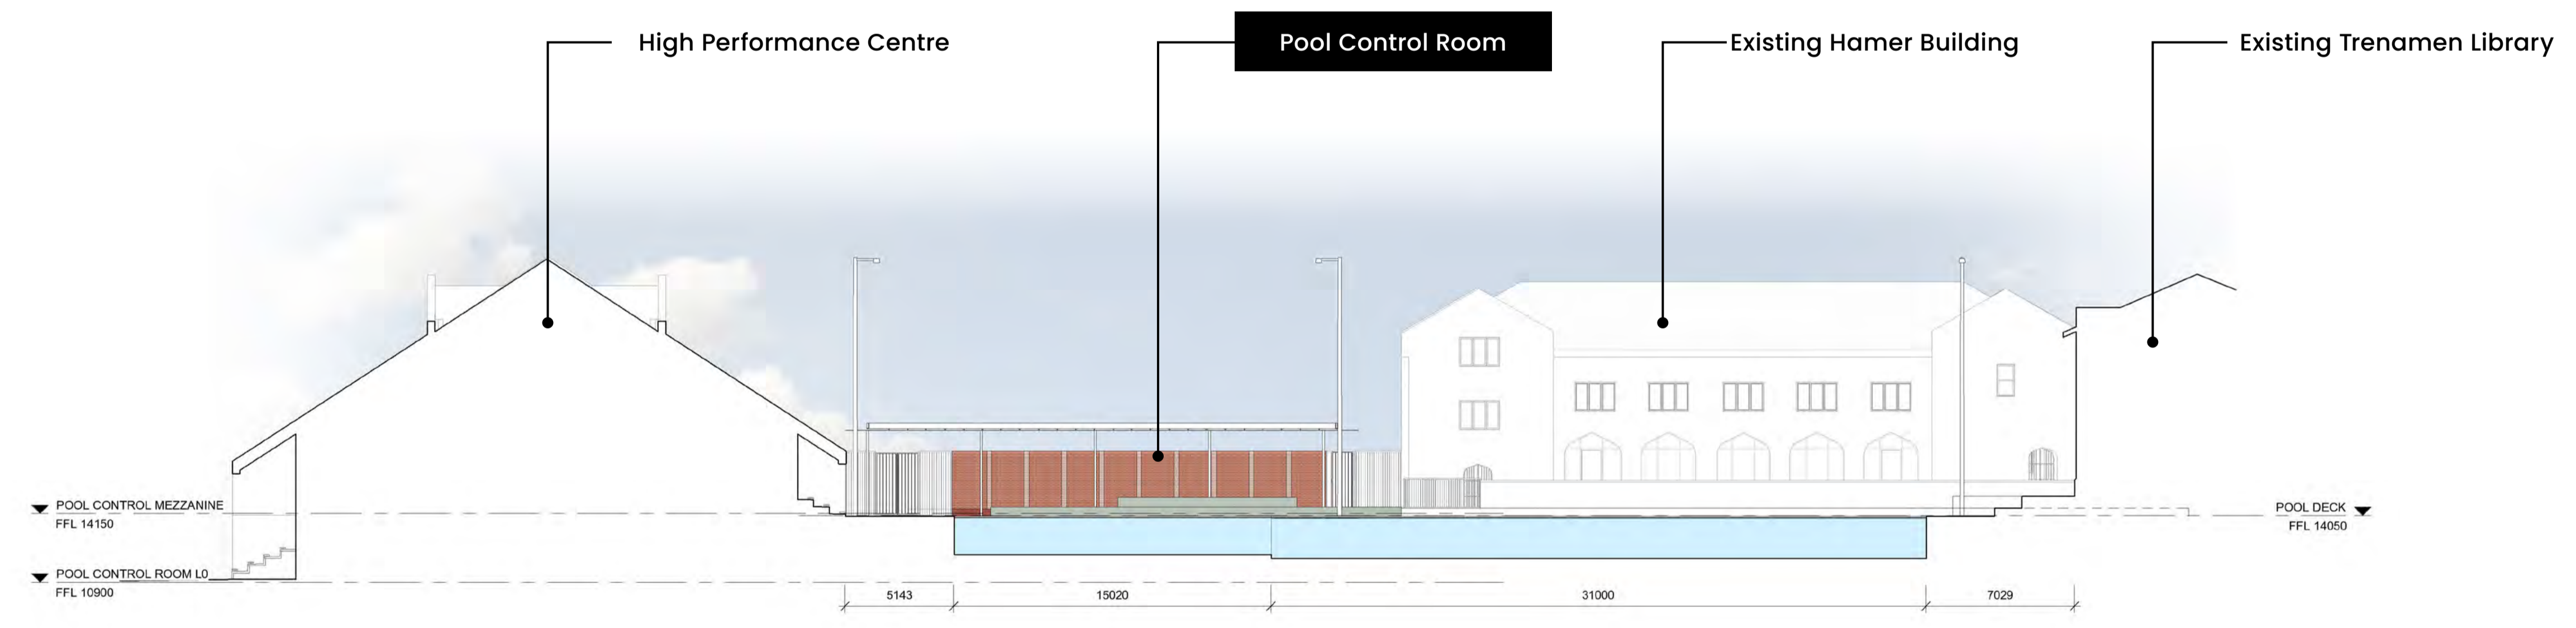 High Performance Centre
Pool Control Room
Existing Hamer Building
Existing Trenamen Library
POOL CONTROL MEZZANINE
FFL 14150
POOL DECK
FFL 14050
POOL CONTROL ROOM L0
FFL 10900
5143
15020
31000
7029